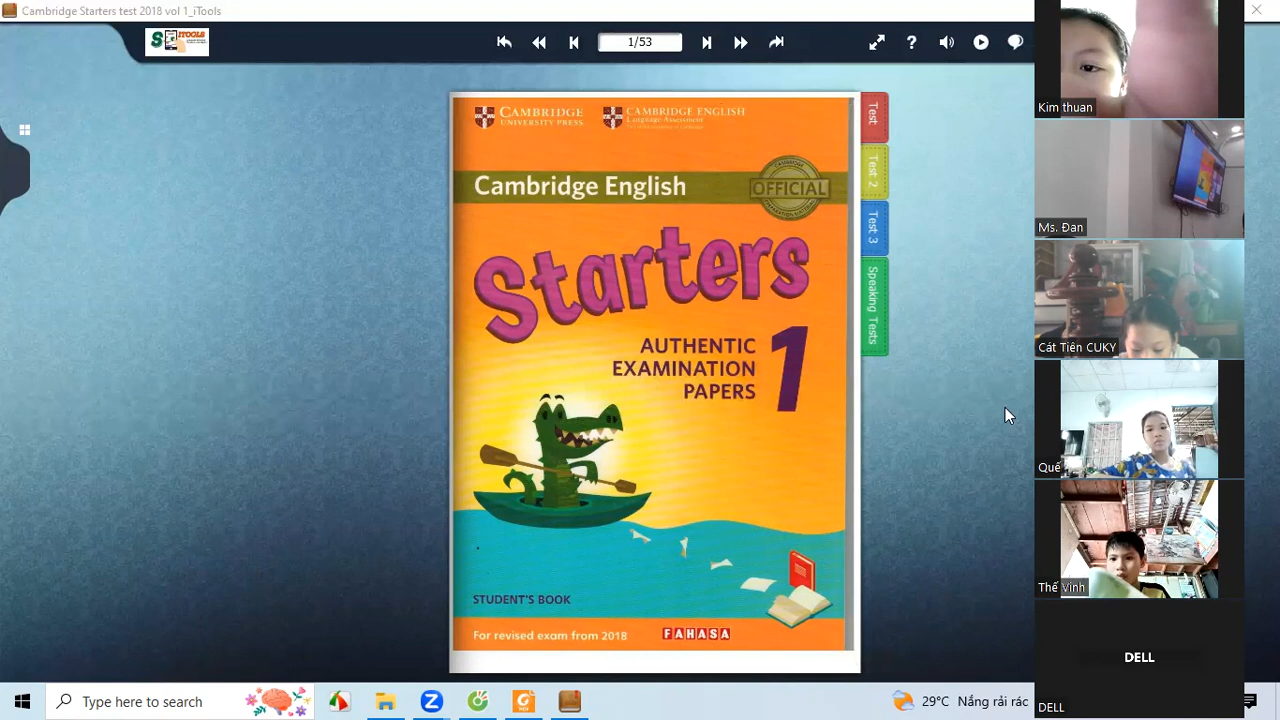 Cambridge Starters test 2018 vol 1_iTools
S ITOOLS
1/53
CAMBRIDGE
UNIVERSITY PRESS
CAMBRIDGE ENGLISH
Language Assessment
Cambridge English
OFFICIAL
Starters
AUTHENTIC
EXAMINATION
PAPERS
1
STUDENT'S BOOK
For revised exam from 2018
FAHASA
Test
Test 2
Test 3
Speaking Tests
Kim thuan
Ms. Đan
Cát Tiên CUKY
Quế
Thế Vinh
DELL
DELL
Type here to search
29°C Nắng rải rác